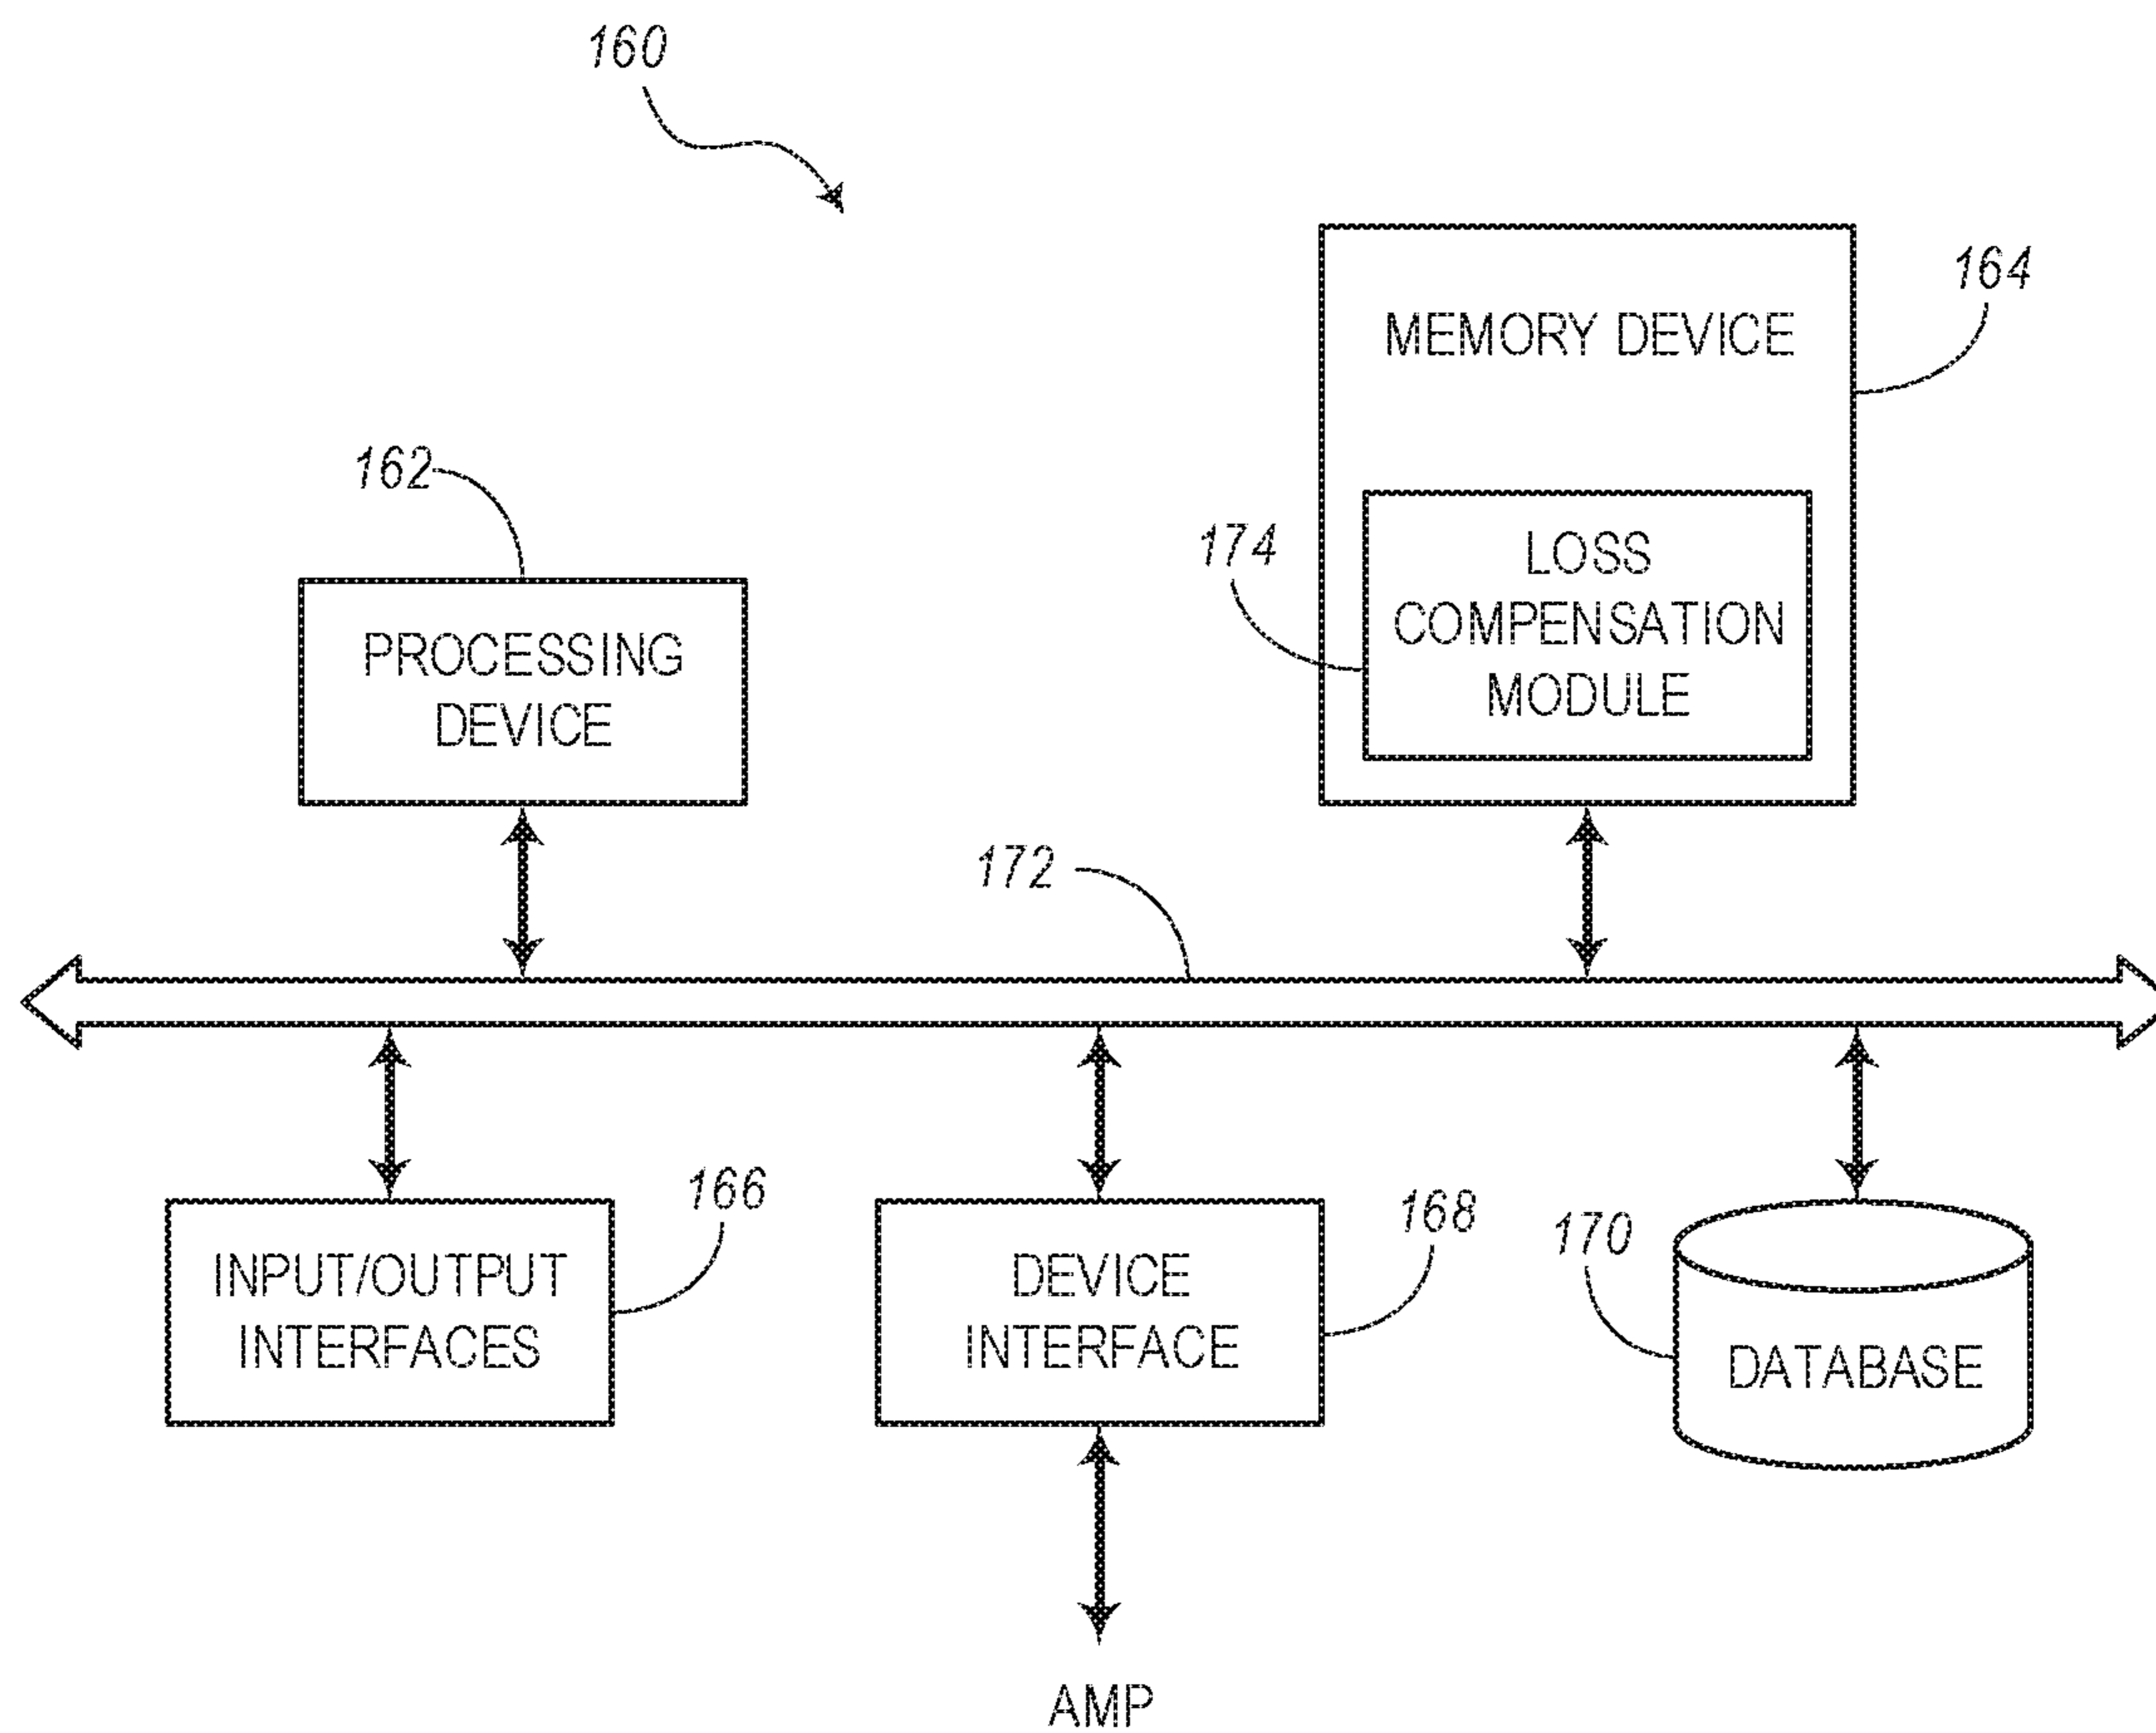 160
164
MEMORY DEVICE
162
174
LOSS
COMPENSATION
MODULE
PROCESSING
DEVICE
172
166
168
170
INPUT/OUTPUT
INTERFACES
DEVICE
INTERFACE
DATABASE
AMP